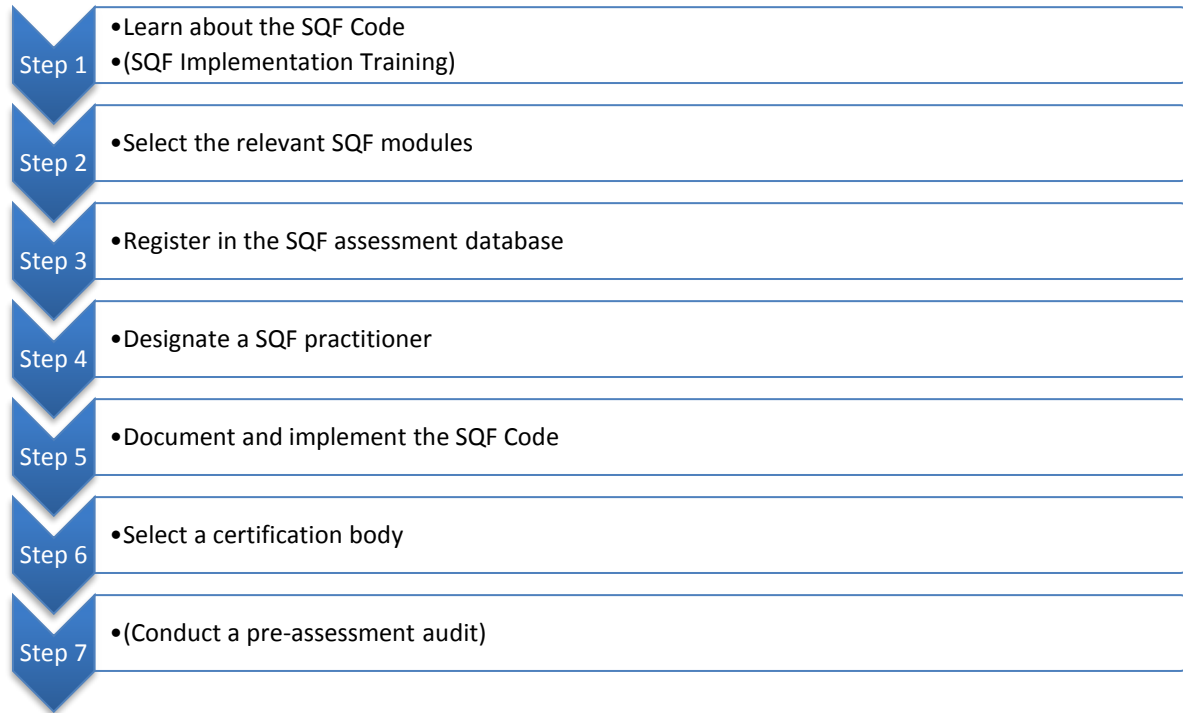 Step 1
•Learn about the SQF Code
•(SQF Implementation Training)
Step 2
•Select the relevant SQF modules
Step 3
•Register in the SQF assessment database
Step 4
•Designate a SQF practitioner
Step 5
•Document and implement the SQF Code
Step 6
•Select a certification body
Step 7
•(Conduct a pre-assessment audit)